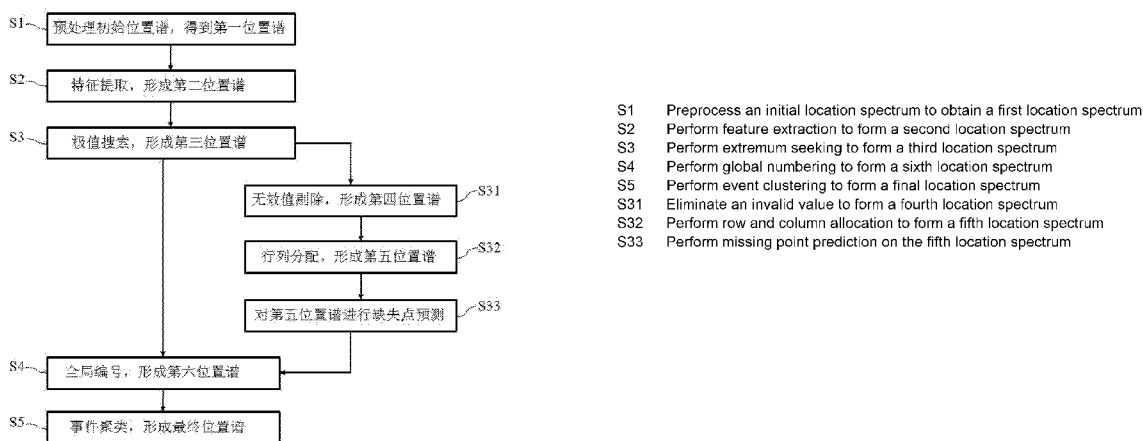 S1
预处理初始位置谱，得到第一位置谱
S2
特征提取，形成第二位置谱
S3
极值搜索，形成第三位置谱
S31
无效值剔除，形成第四位置谱
S32
行列分配，形成第五位置谱
S33
对第五位置谱进行缺失点预测
S4
全局编号，形成第六位置谱
S5
事件聚类，形成最终位置谱
S1 Preprocess an initial location spectrum to obtain a first location spectrum
S2 Perform feature extraction to form a second location spectrum
S3 Perform extremum seeking to form a third location spectrum
S4 Perform global numbering to form a sixth location spectrum
S5 Perform event clustering to form a final location spectrum
S31 Eliminate an invalid value to form a fourth location spectrum
S32 Perform row and column allocation to form a fifth location spectrum
S33 Perform missing point prediction on the fifth location spectrum